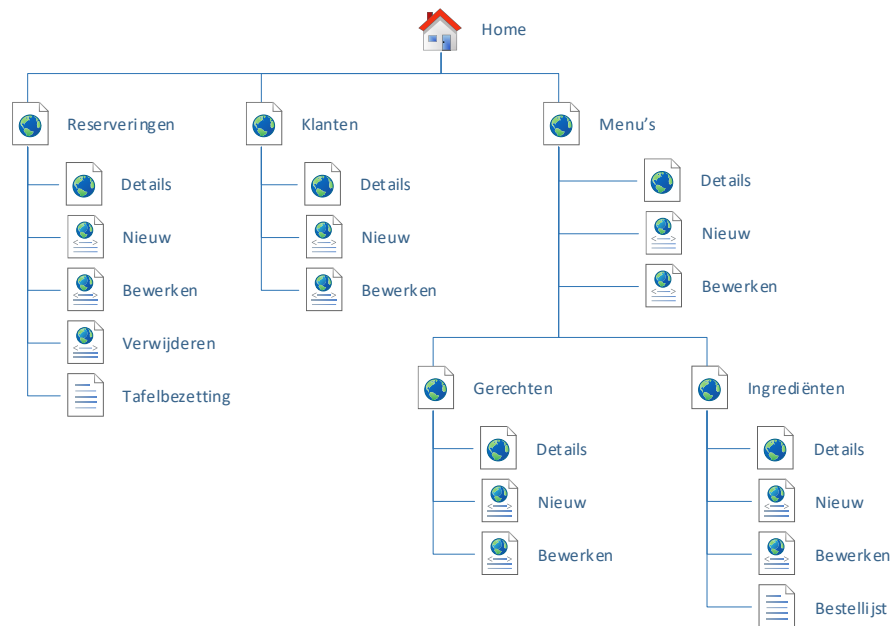 Home
Reserveringen
Details
Nieuw
Bewerken
Verwijderen
Tafelbezetting
Klanten
Details
Nieuw
Bewerken
Menu’s
Details
Nieuw
Bewerken
Gerechten
Details
Nieuw
Bewerken
Ingrediënten
Details
Nieuw
Bewerken
Bestellijst